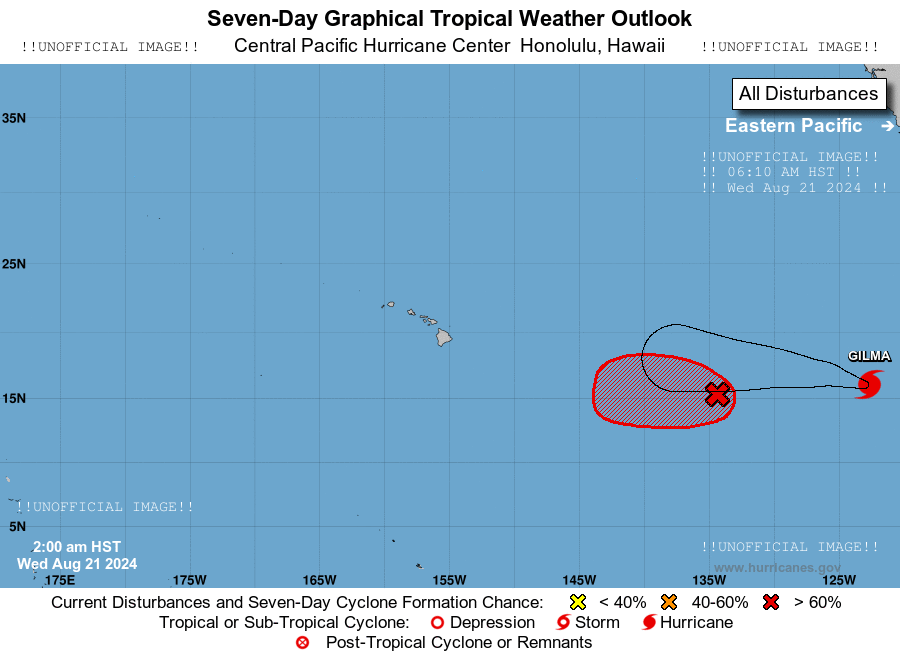 Seven-Day Graphical Tropical Weather Outlook
!!UNOFFICIAL IMAGE!! Central Pacific Hurricane Center Honolulu, Hawaii !!UNOFFICIAL IMAGE!!
All Disturbances
35N
Eastern Pacific →
!!UNOFFICIAL IMAGE!!
!! 06:10 AM HST !!
!! Wed Aug 21 2024 !!
25N
GILMA
15N
!!UNOFFICIAL IMAGE!!
5N
2:00 am HST
!!UNOFFICIAL IMAGE!!
Wed Aug 21 2024
www.hurricanes.gov
175E 175W 165W 155W 145W 135W 125W
Current Disturbances and Seven-Day Cyclone Formation Chance: < 40% 40-60% > 60%
Tropical or Sub-Tropical Cyclone: Depression Storm Hurricane
Post-Tropical Cyclone or Remnants